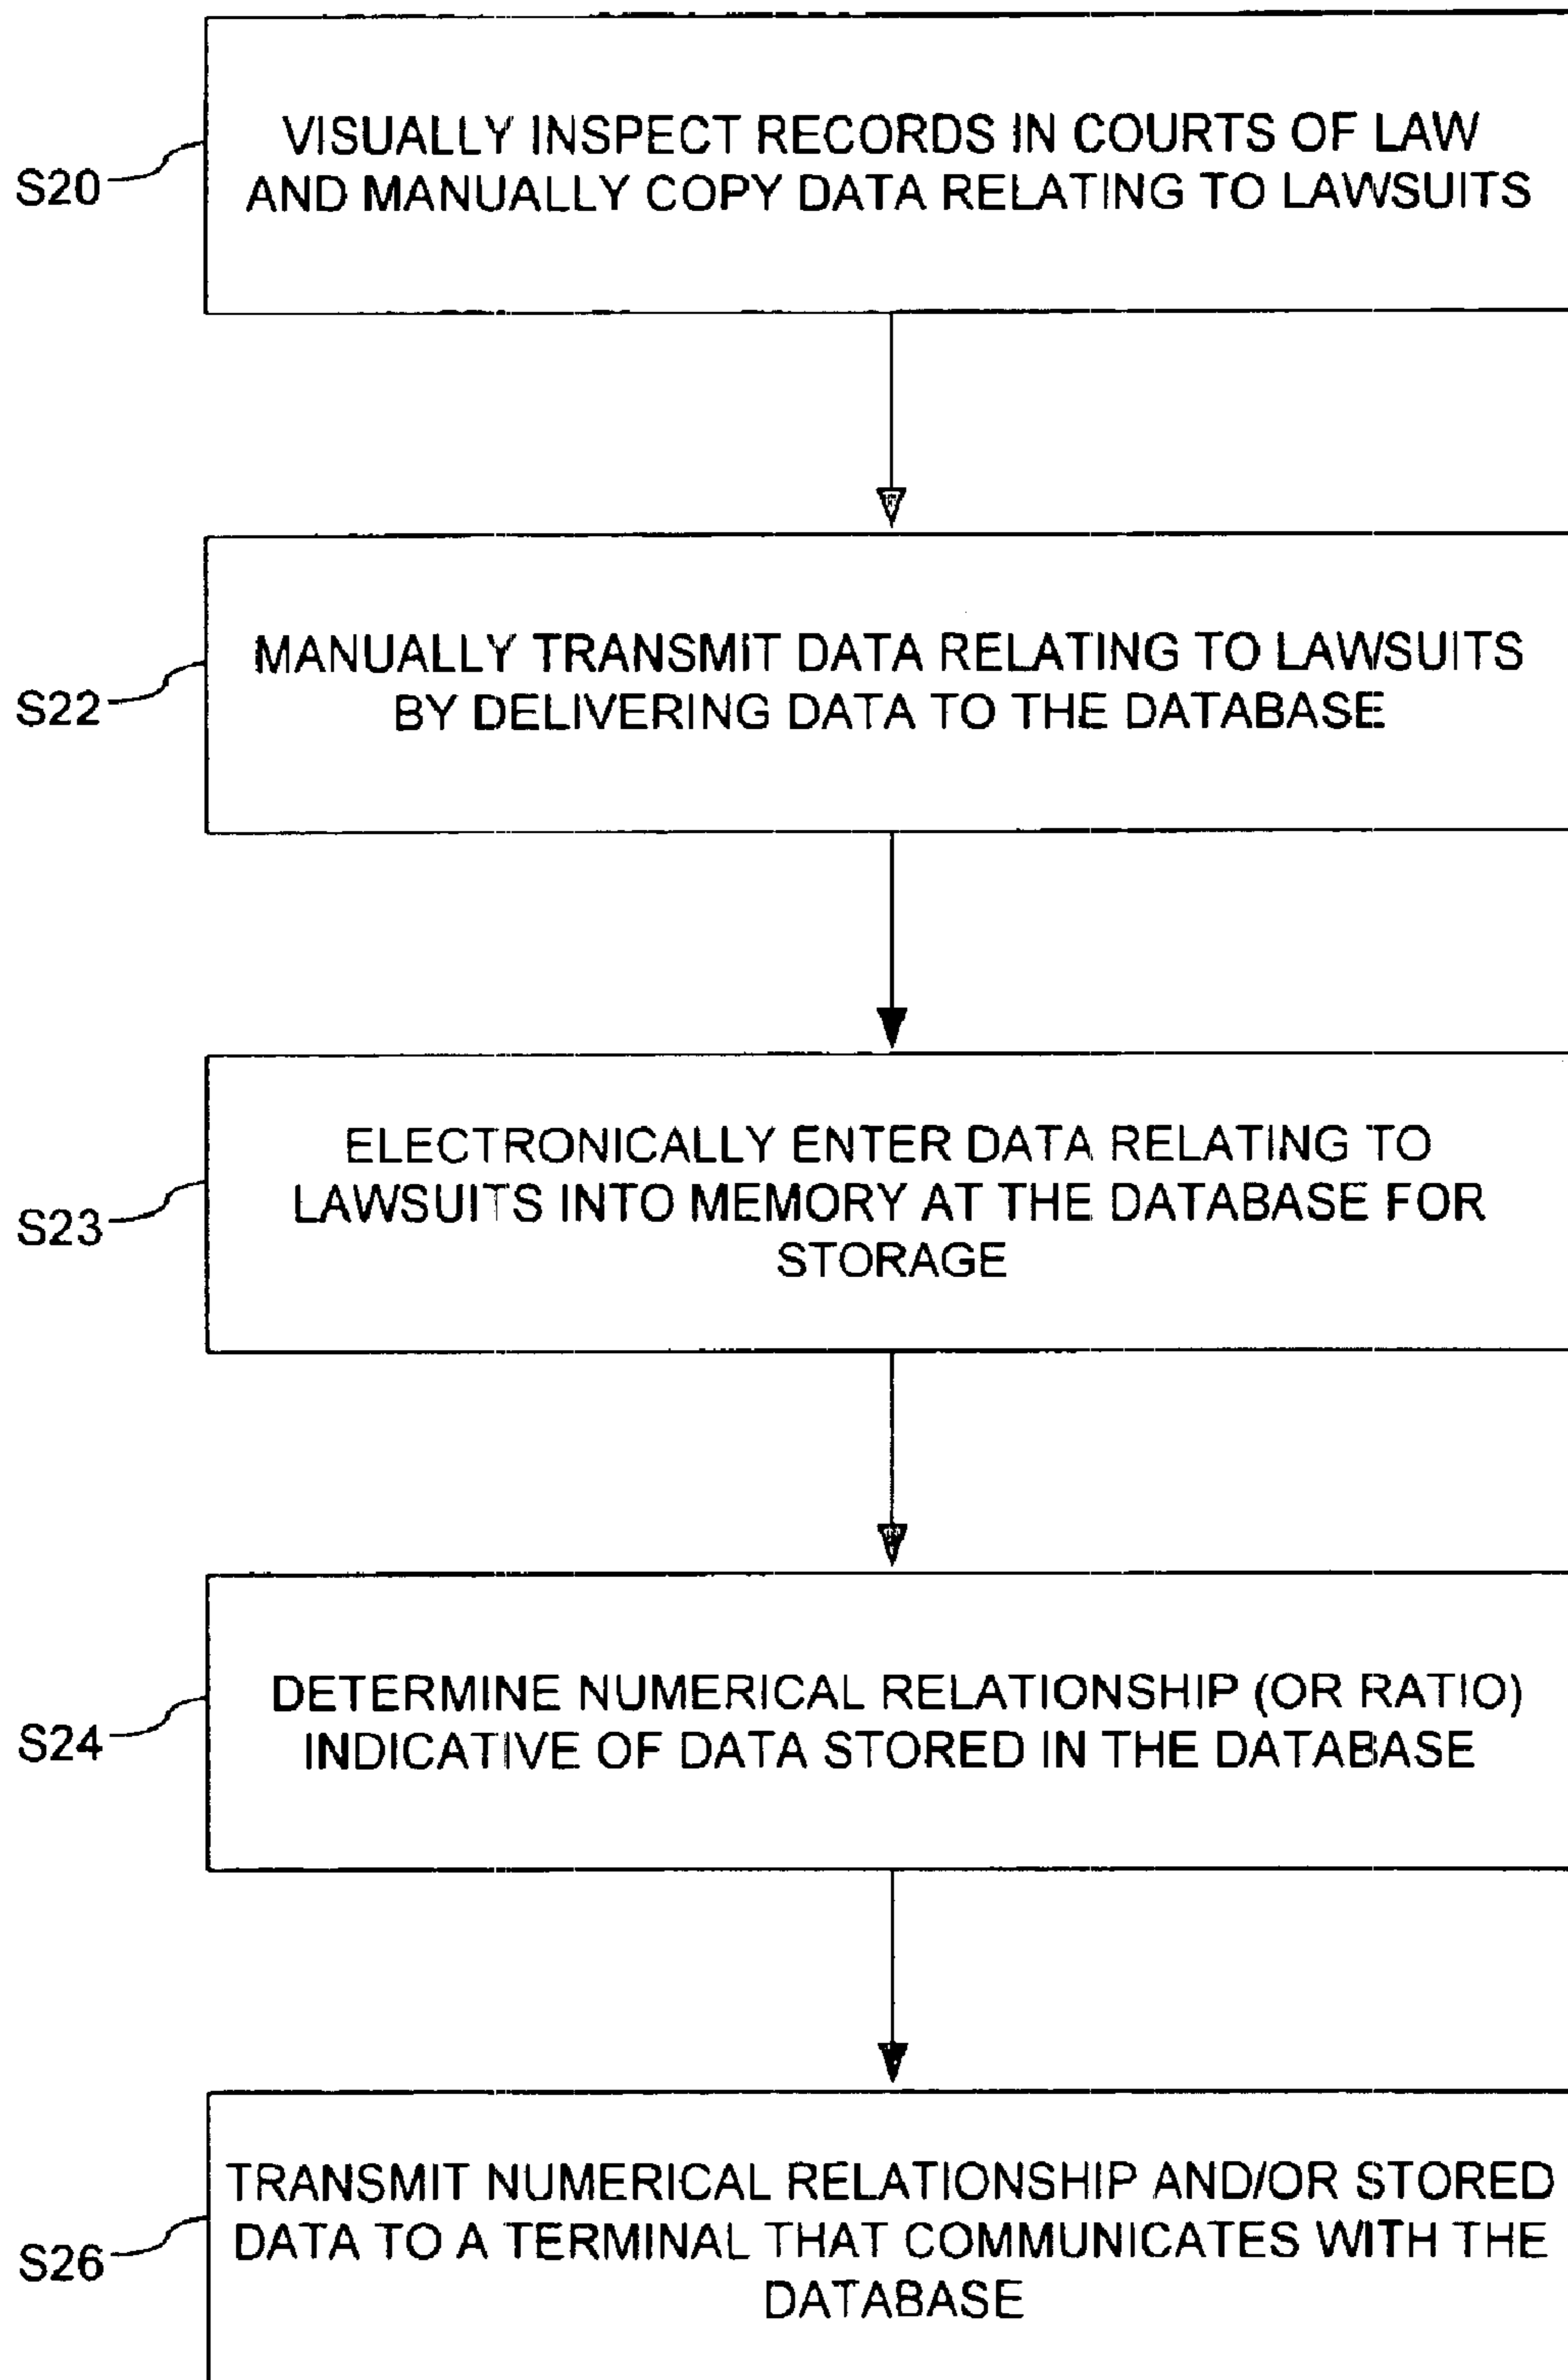 VISUALLY INSPECT RECORDS IN COURTS OF LAW
AND MANUALLY COPY DATA RELATING TO LAWSUITS
S20
MANUALLY TRANSMIT DATA RELATING TO LAWSUITS
BY DELIVERING DATA TO THE DATABASE
S22
ELECTRONICALLY ENTER DATA RELATING TO
LAWSUITS INTO MEMORY AT THE DATABASE FOR
STORAGE
S23
DETERMINE NUMERICAL RELATIONSHIP (OR RATIO)
INDICATIVE OF DATA STORED IN THE DATABASE
S24
TRANSMIT NUMERICAL RELATIONSHIP AND/OR STORED
DATA TO A TERMINAL THAT COMMUNICATES WITH THE
DATABASE
S26